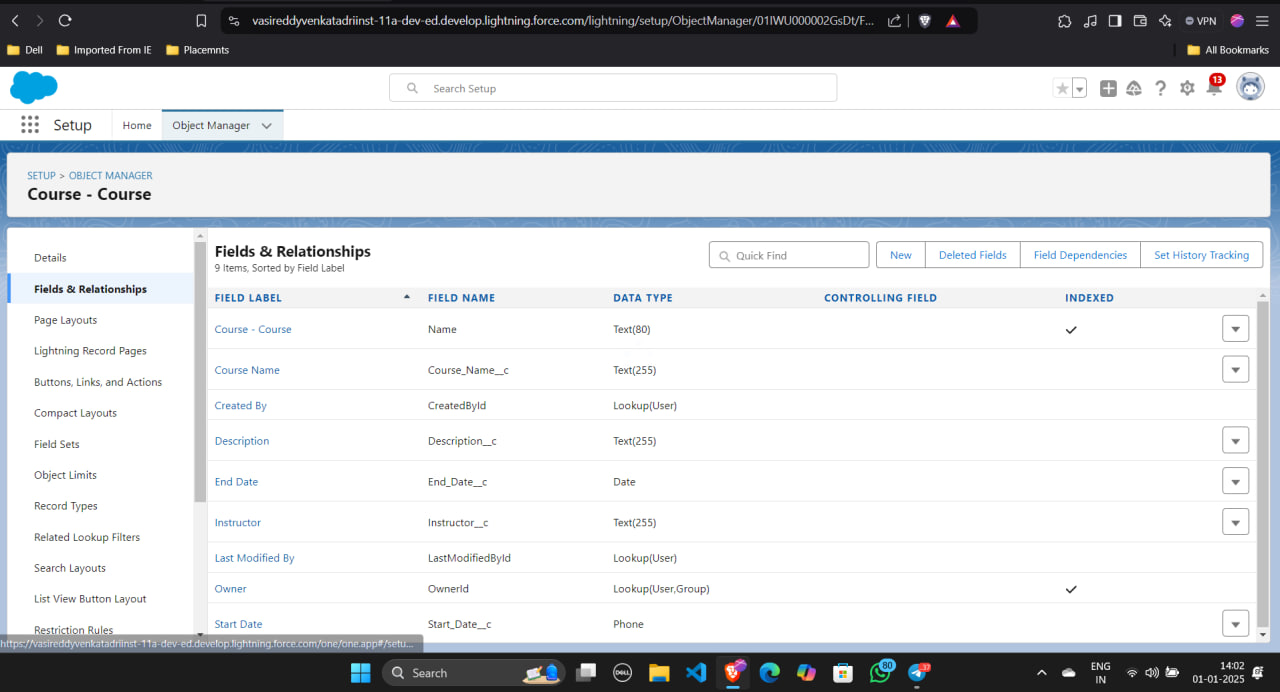 vasireddyvenkatadriinst-11a-dev-ed.develop.lightning.force.com/lightning/setup/ObjectManager/01IWU000002GsDt/F...
VPN
Dell
Imported From IE
Placemnts
All Bookmarks
Search Setup
13
Setup
Home
Object Manager
SETUP > OBJECT MANAGER
Course - Course
Details
Fields & Relationships
Page Layouts
Lightning Record Pages
Buttons, Links, and Actions
Compact Layouts
Field Sets
Object Limits
Record Types
Related Lookup Filters
Search Layouts
List View Button Layout
Restriction Rules
Fields & Relationships
9 Items, Sorted by Field Label
Quick Find
New
Deleted Fields
Field Dependencies
Set History Tracking
FIELD LABEL FIELD NAME DATA TYPE CONTROLLING FIELD INDEXED
Course - Course Name Text(80)
Course Name Course_Name__c Text(255)
Created By CreatedById Lookup(User)
Description Description__c Text(255)
End Date End_Date__c Date
Instructor Instructor__c Text(255)
Last Modified By LastModifiedById Lookup(User)
Owner OwnerId Lookup(User,Group)
Start Date Start_Date__c Phone
https://vasireddyvenkatadriinst-11a-dev-ed.develop.lightning.force.com/one/one.app#/setu...
Search
DELL
80
37
ENG
IN
14:02
01-01-2025